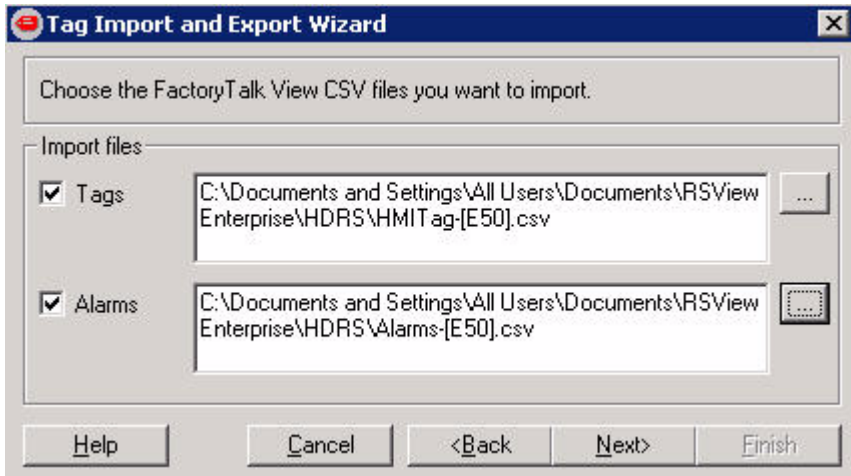 Tag Import and Export Wizard
Choose the FactoryTalk View CSV files you want to import.
Import files
Tags
C:\Documents and Settings\All Users\Documents\RSView
Enterprise\HDRS\HMITag-[E50].csv
...
Alarms
C:\Documents and Settings\All Users\Documents\RSView
Enterprise\HDRS\Alarms-[E50].csv
...
Help
Cancel
<Back
Next>
Finish